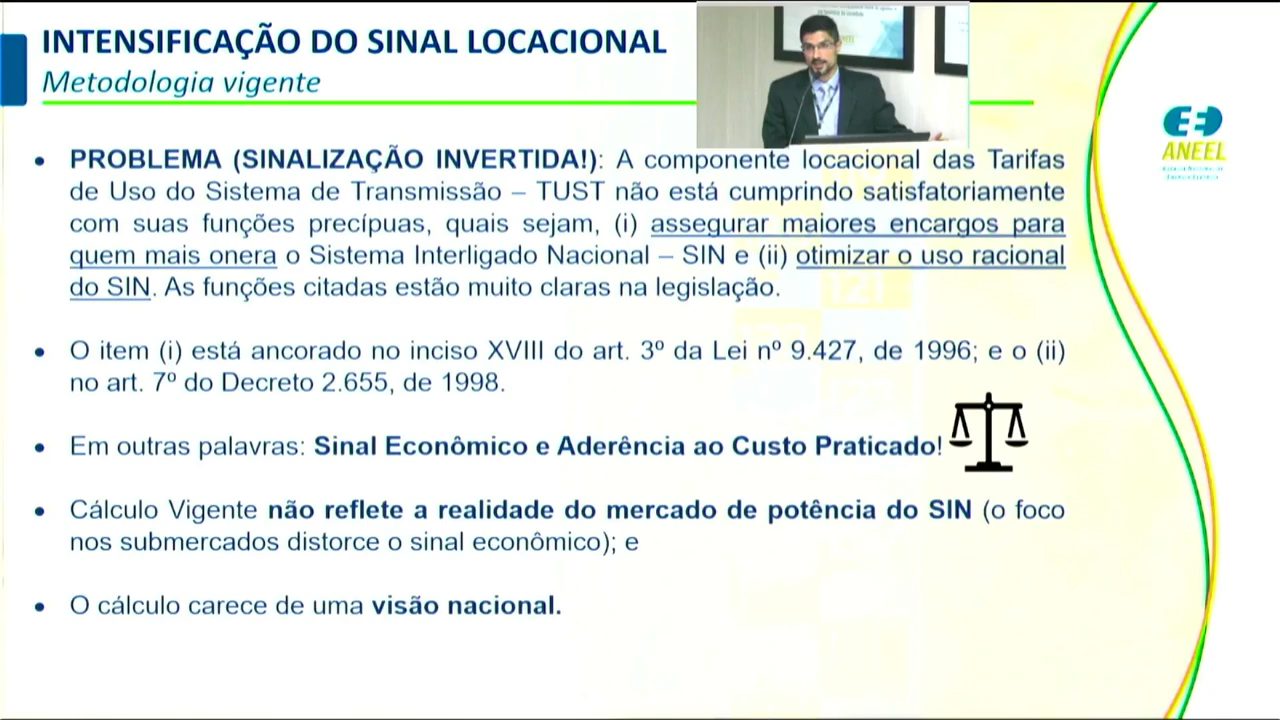 INTENSIFICAÇÃO DO SINAL LOCACIONAL
Metodologia vigente
ANEEL
• PROBLEMA (SINALIZAÇÃO INVERTIDA!): A componente locacional das Tarifas
de Uso do Sistema de Transmissão – TUST não está cumprindo satisfatoriamente
com suas funções precípuas, quais sejam, (i) assegurar maiores encargos para
quem mais onera o Sistema Interligado Nacional – SIN e (ii) otimizar o uso racional
do SIN. As funções citadas estão muito claras na legislação.
• O item (i) está ancorado no inciso XVIII do art. 3º da Lei nº 9.427, de 1996; e o (ii)
no art. 7º do Decreto 2.655, de 1998.
• Em outras palavras: Sinal Econômico e Aderência ao Custo Praticado!
• Cálculo Vigente não reflete a realidade do mercado de potência do SIN (o foco
nos submercados distorce o sinal econômico); e
• O cálculo carece de uma visão nacional.